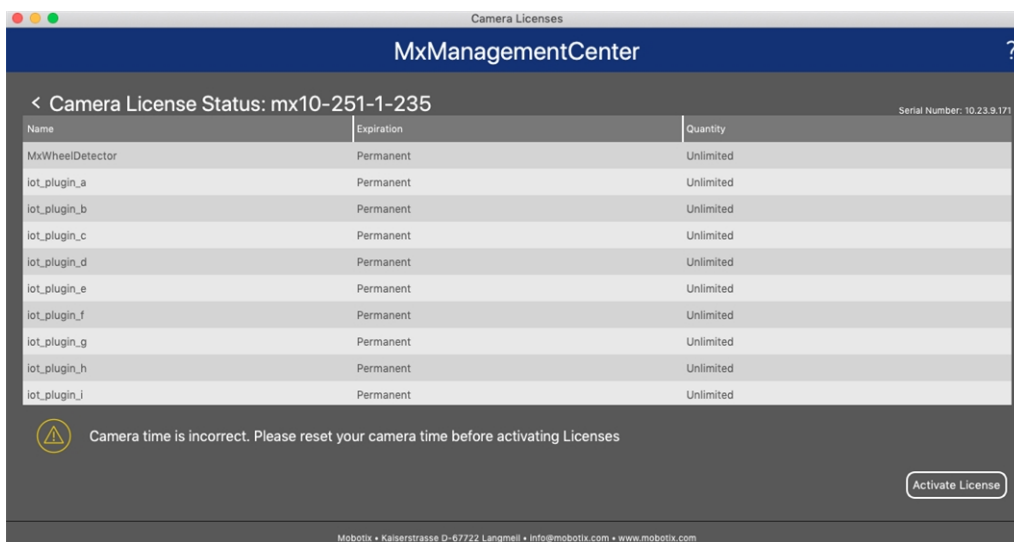 Camera Licenses
MxManagementCenter ?
< Camera License Status: mx10-251-1-235
Serial Number: 10.23.9.171
Name Expiration Quantity
MxWheelDetector Permanent Unlimited
iot_plugin_a Permanent Unlimited
iot_plugin_b Permanent Unlimited
iot_plugin_c Permanent Unlimited
iot_plugin_d Permanent Unlimited
iot_plugin_e Permanent Unlimited
iot_plugin_f Permanent Unlimited
iot_plugin_g Permanent Unlimited
iot_plugin_h Permanent Unlimited
iot_plugin_i Permanent Unlimited
Camera time is incorrect. Please reset your camera time before activating Licenses
Activate License
Mobotix • Kaiserstrasse D-67722 Langmeil • info@mobotix.com • www.mobotix.com